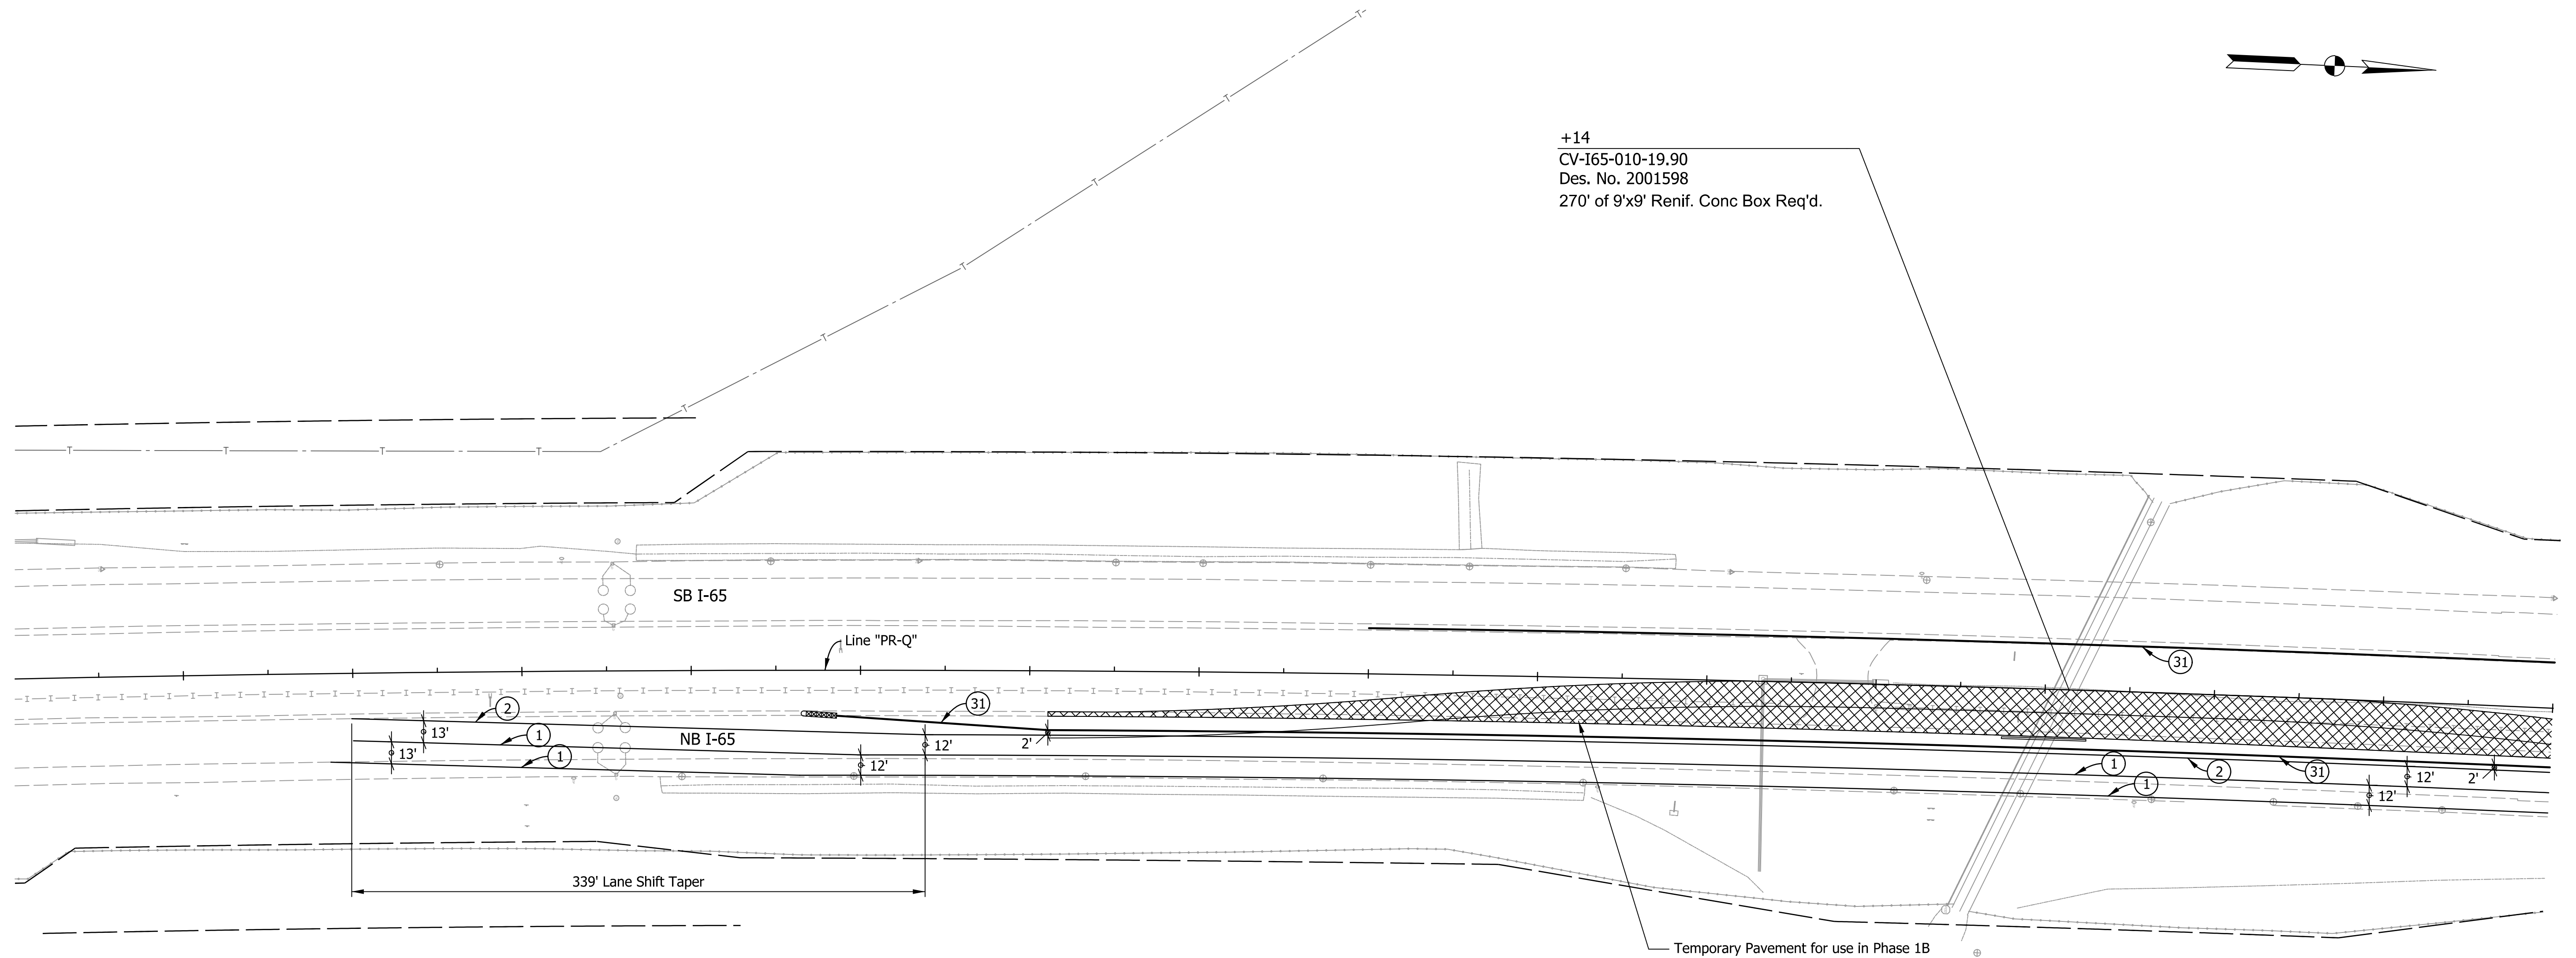 +14
CV-I65-010-19.90
Des. No. 2001598
270' of 9'x9' Renif. Conc Box Req'd.
T
T
T
T
T
T
T
T
T
T
SB I-65
Line "PR-Q"
31
2
31
13'
1
NB I-65
12'
2'
13'
1
12'
1
2
31
12'
2'
1
12'
339' Lane Shift Taper
Temporary Pavement for use in Phase 1B